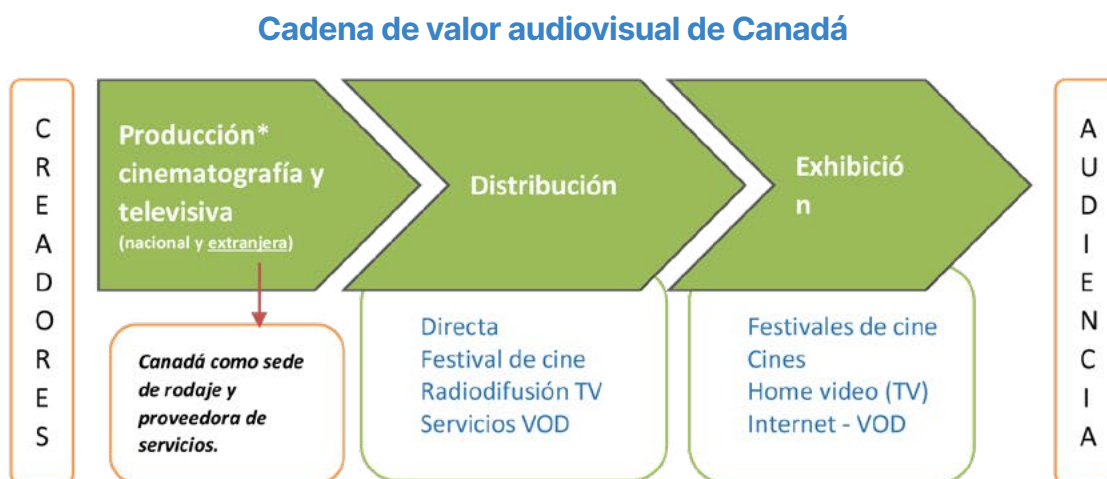 Cadena de valor audiovisual de Canadá
CREADORES
Producción*
cinematografía y
televisiva
(nacional y extranjera)
Distribución
Exhibició
n
Canadá como sede
de rodaje y
proveedora de
servicios.
Directa
Festival de cine
Radiodifusión TV
Servicios VOD
Festivales de cine
Cines
Home video (TV)
Internet - VOD
AUDIENCIA